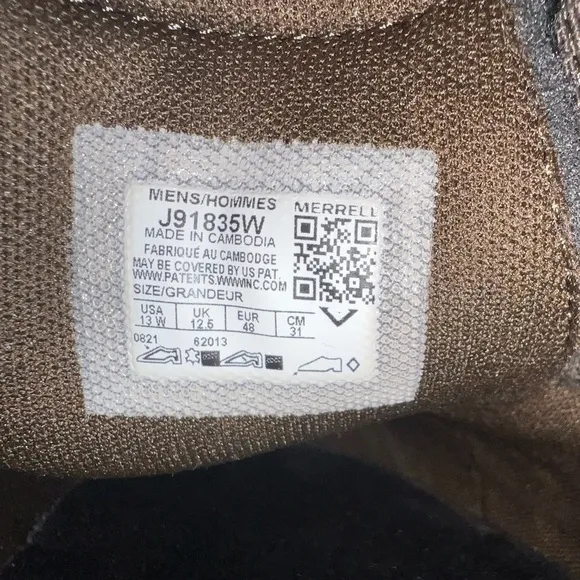 MENS/HOMMES
J91835W
MADE IN CAMBODIA
FABRIQUÉ AU CAMBODGE
MAY BE COVERED BY US PAT.
WWW.PATENTS.WWWINC.COM
SIZE/GRANDEUR
USA UK EUR CM
13 W 12.5 48 31
0821 62013
MERRELL